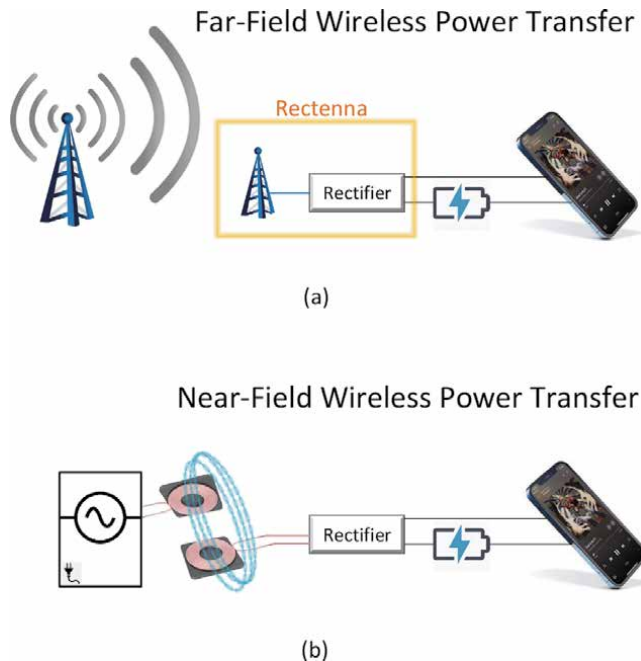 Far-Field Wireless Power Transfer
Rectenna
Rectifier
(a)
Near-Field Wireless Power Transfer
Rectifier
(b)